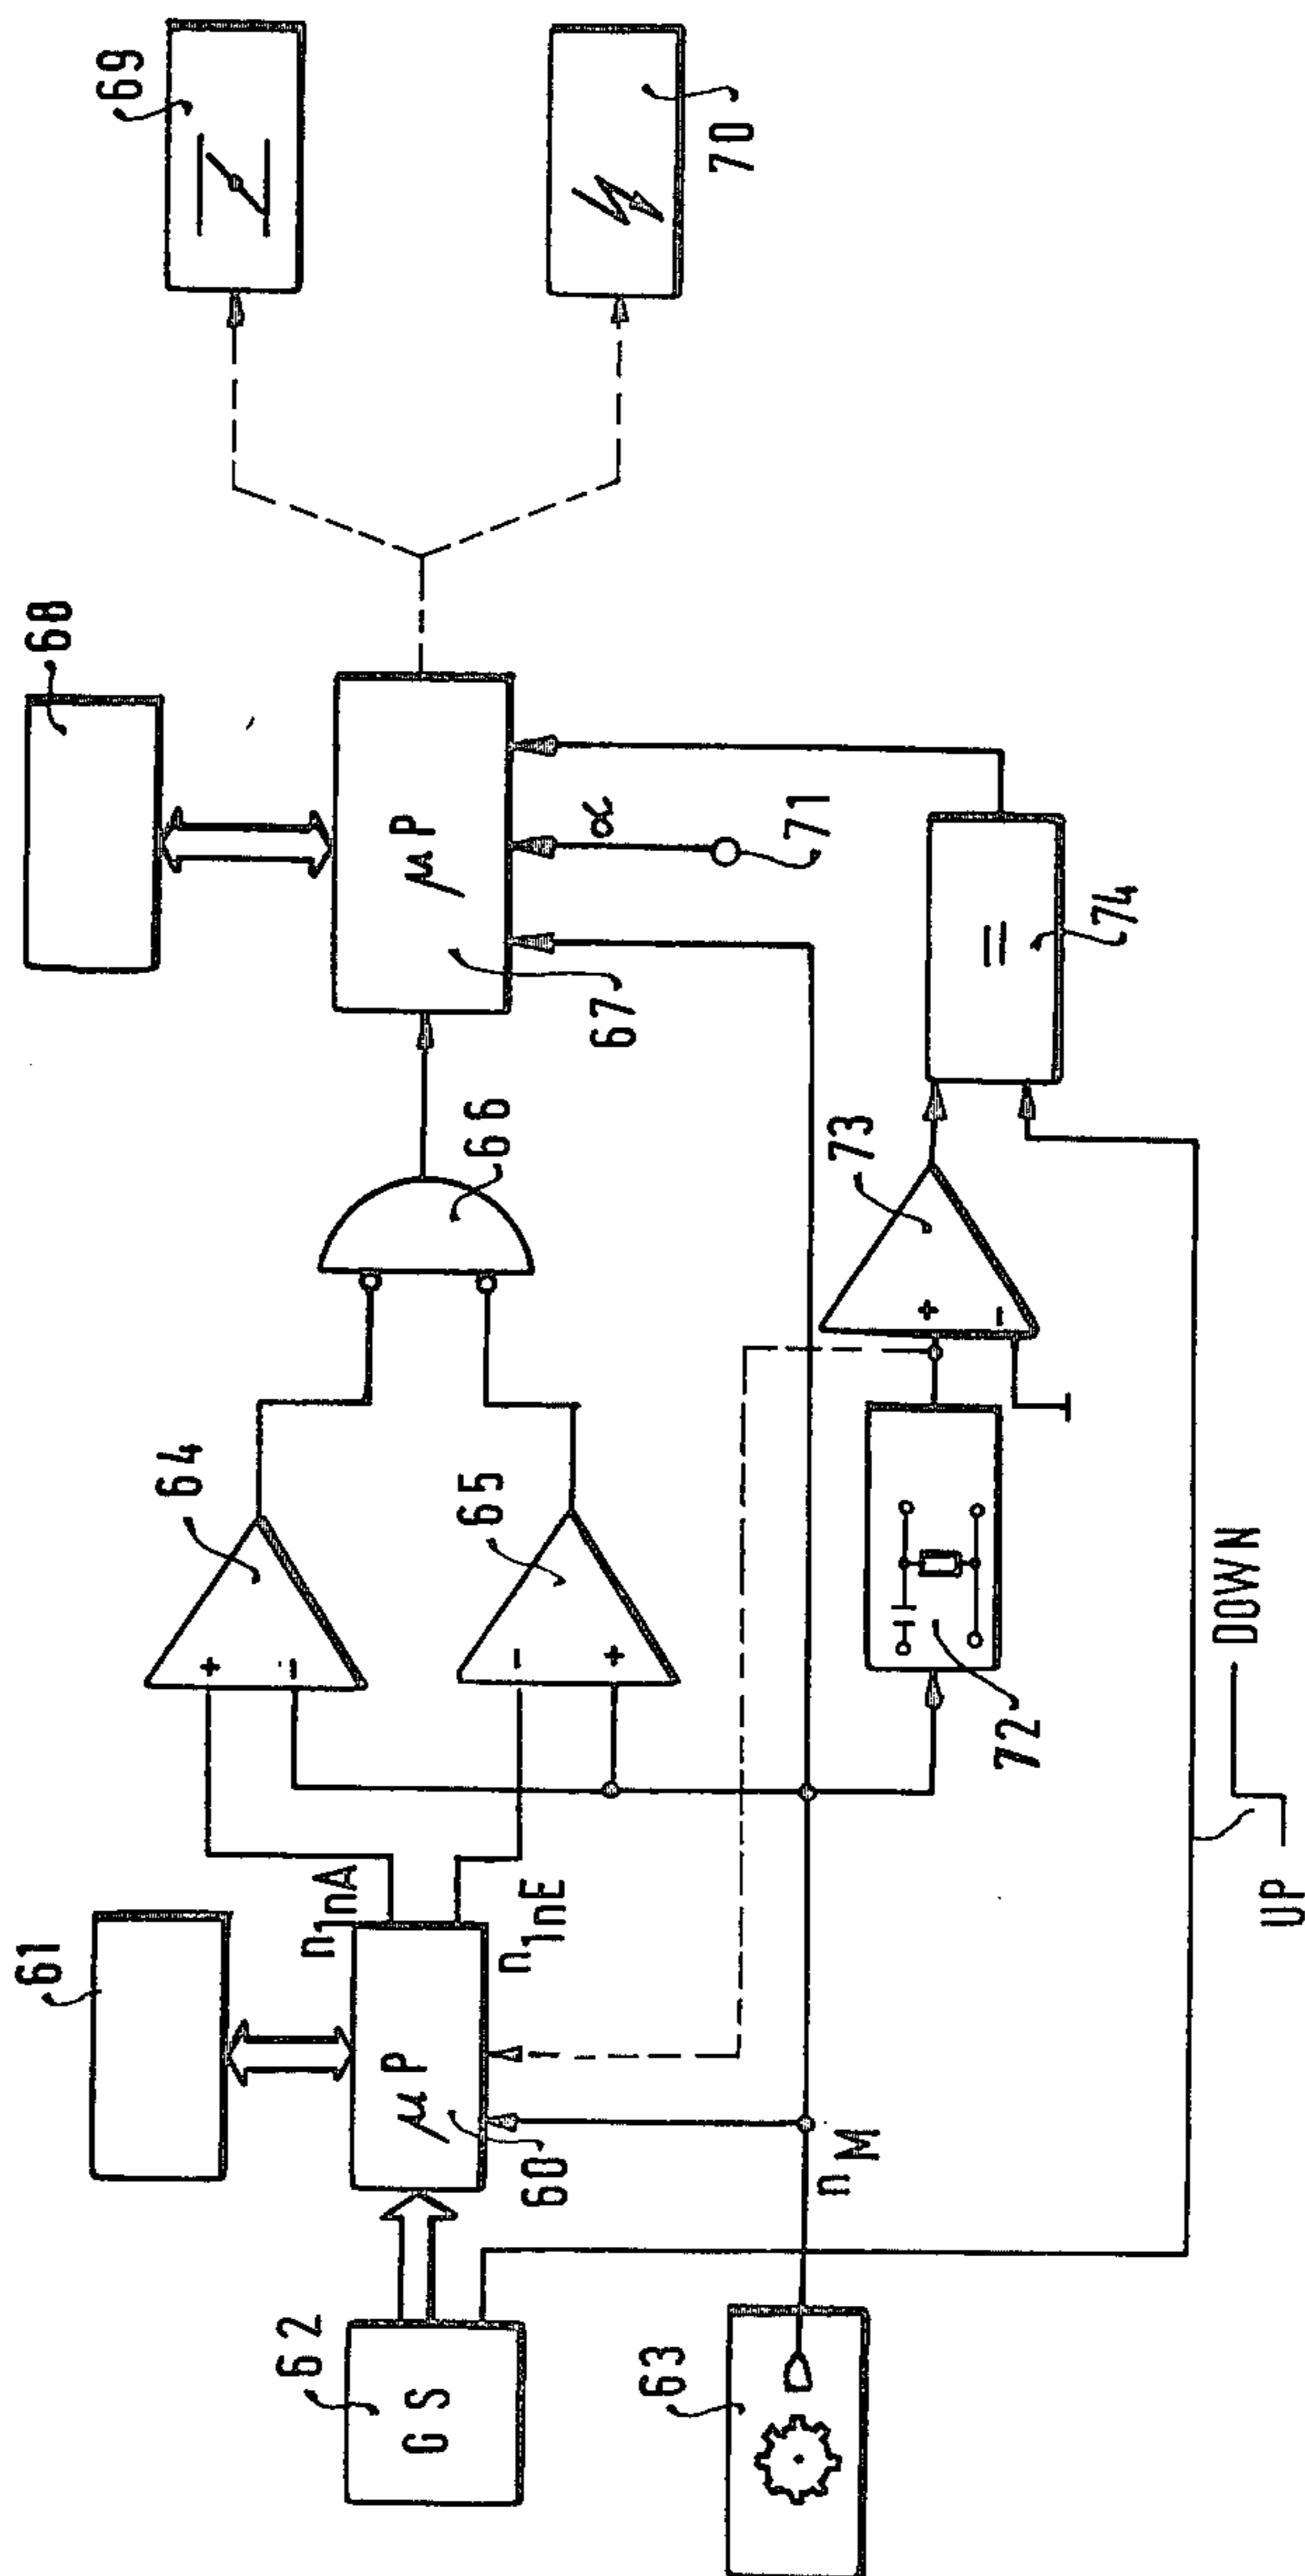 69
70
68
μP
67
α
71
74
66
73
64
+
-
65
-
+
+
-
72
DOWN
UP
61
n1nA
n1nE
μP
60
nM
62
GS
63
=